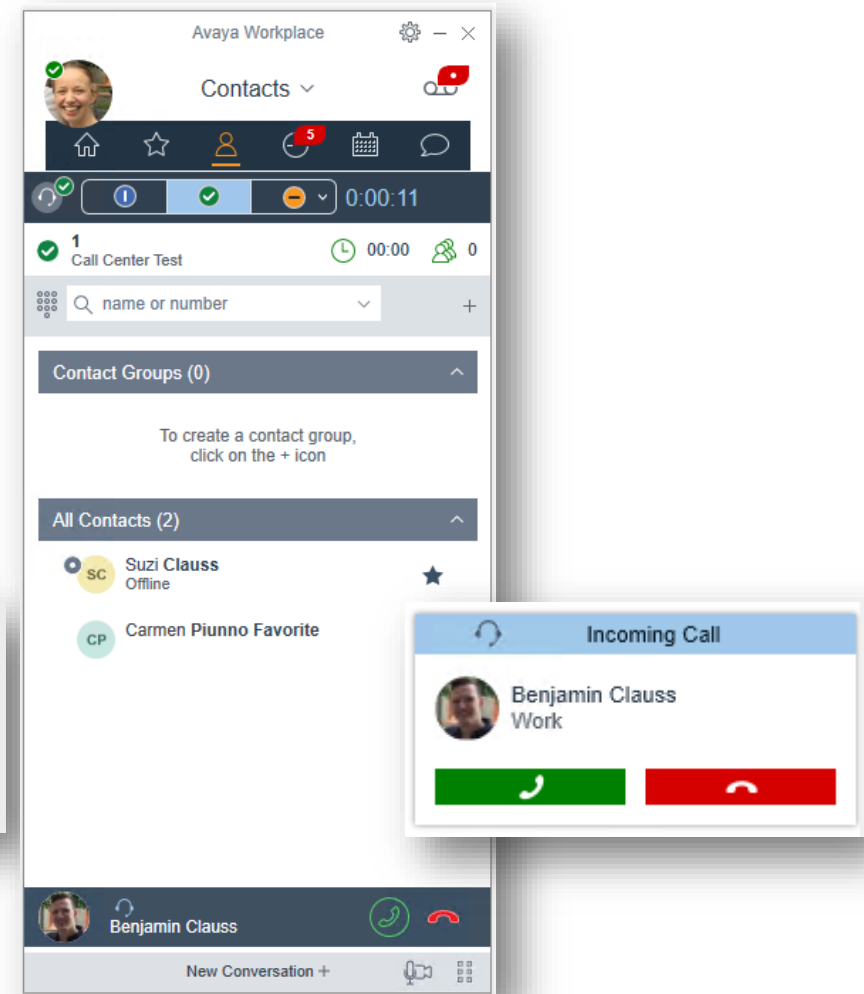 Avaya Workplace
Contacts
5
0:00:11
1
Call Center Test
00:00
0
name or number
+
Contact Groups (0)
To create a contact group,
click on the + icon
All Contacts (2)
SC
Suzi Clauss
Offline
CP
Carmen Piunno Favorite
Incoming Call
Benjamin Clauss
Work
Benjamin Clauss
New Conversation +